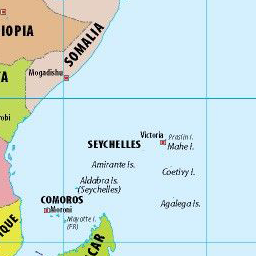 IOPIA
SOMALIA
Mogadishu
YA
obi
Victoria
Praslin I.
SEYCHELLES
Mahe I.
Amirante Is.
Coetivy I.
Aldabra Is.
(Seychelles)
COMOROS
Moroni
Agalega Is.
Mayotte I.
(FR)
QUE
CAR